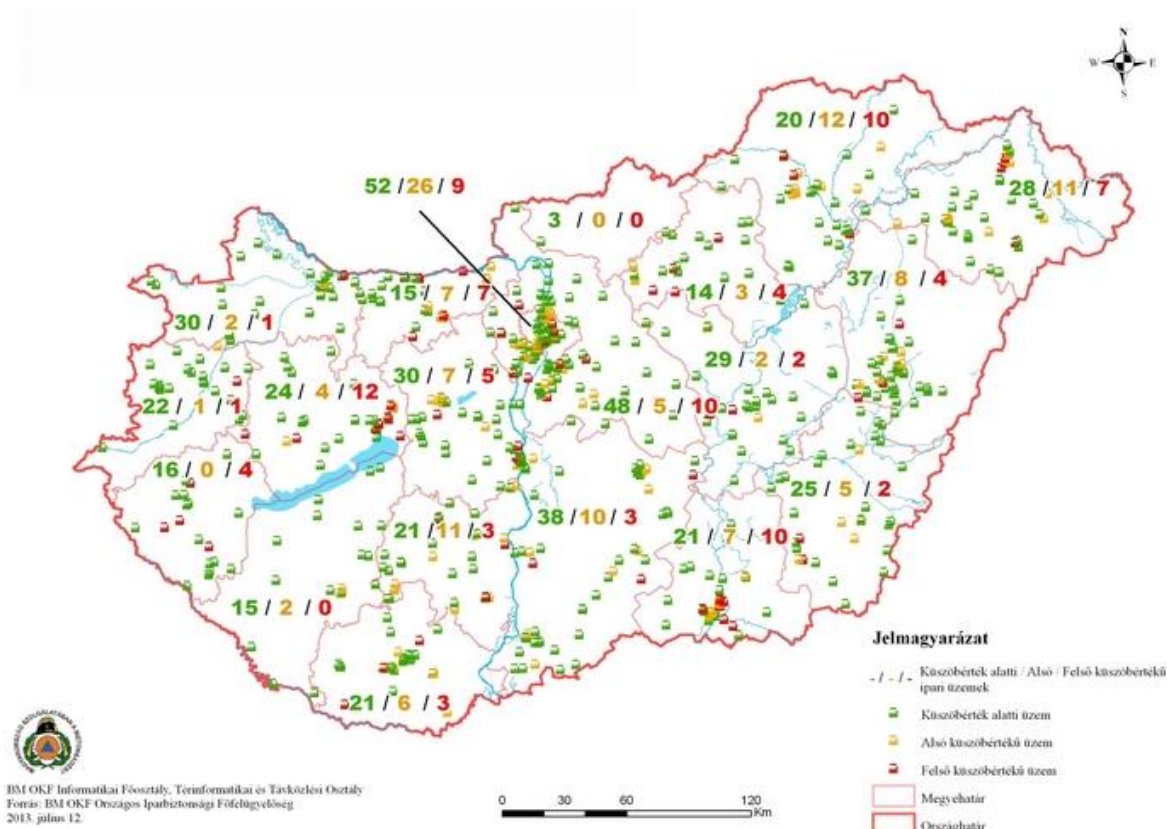 N
W E
S
20 / 12 / 10
52 / 26 / 9
28 / 11 / 7
3 / 0 / 0
37 / 8 / 4
15 / 7 / 7
14 / 3 / 4
30 / 2 / 1
29 / 2 / 2
30 / 7 / 5
24 / 4 / 12
22 / 1 / 1
48 / 5 / 10
16 / 0 / 4
25 / 5 / 2
38 / 10 / 3
21 / 11 / 3
21 / 7 / 10
15 / 2 / 0
21 / 6 / 3
Jelmagyarázat
- / - / - Küszöbérték alatti / Alsó / Felső küszöbértékű
ipari üzemek
Küszöbérték alatti üzem
Alsó küszöbértékű üzem
Felső küszöbértékű üzem
Megyehatár
Országhatár
BM OKF Informatikai Főosztály, Térinformatikai és Távközlési Osztály
Forrás: BM OKF Országos Iparbiztonsági Főfelügyelőség
2013. július 12.
0 30 60 120
Km